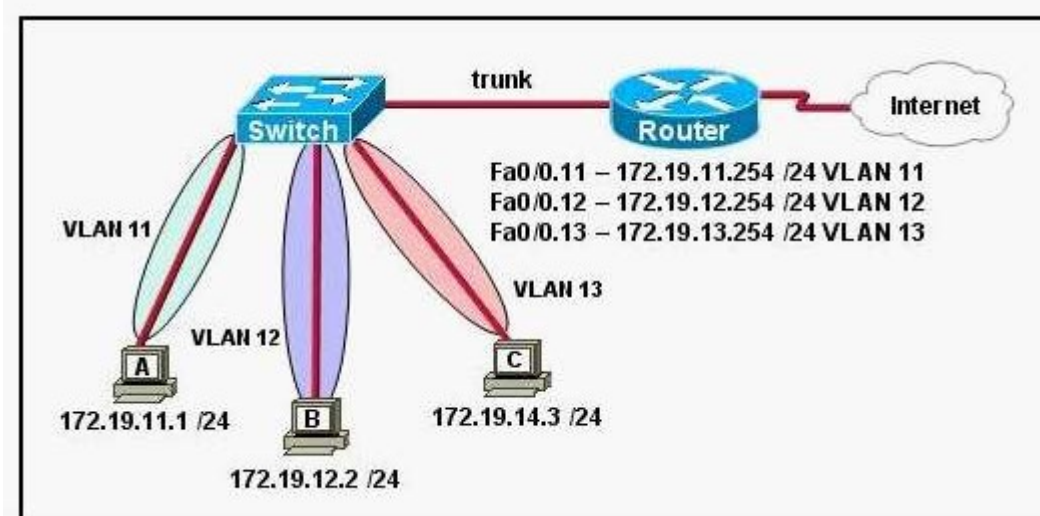 trunk
Switch
Router
Internet
Fa0/0.11 – 172.19.11.254 /24 VLAN 11
Fa0/0.12 – 172.19.12.254 /24 VLAN 12
Fa0/0.13 – 172.19.13.254 /24 VLAN 13
VLAN 11
VLAN 12
VLAN 13
A
172.19.11.1 /24
B
172.19.12.2 /24
C
172.19.14.3 /24